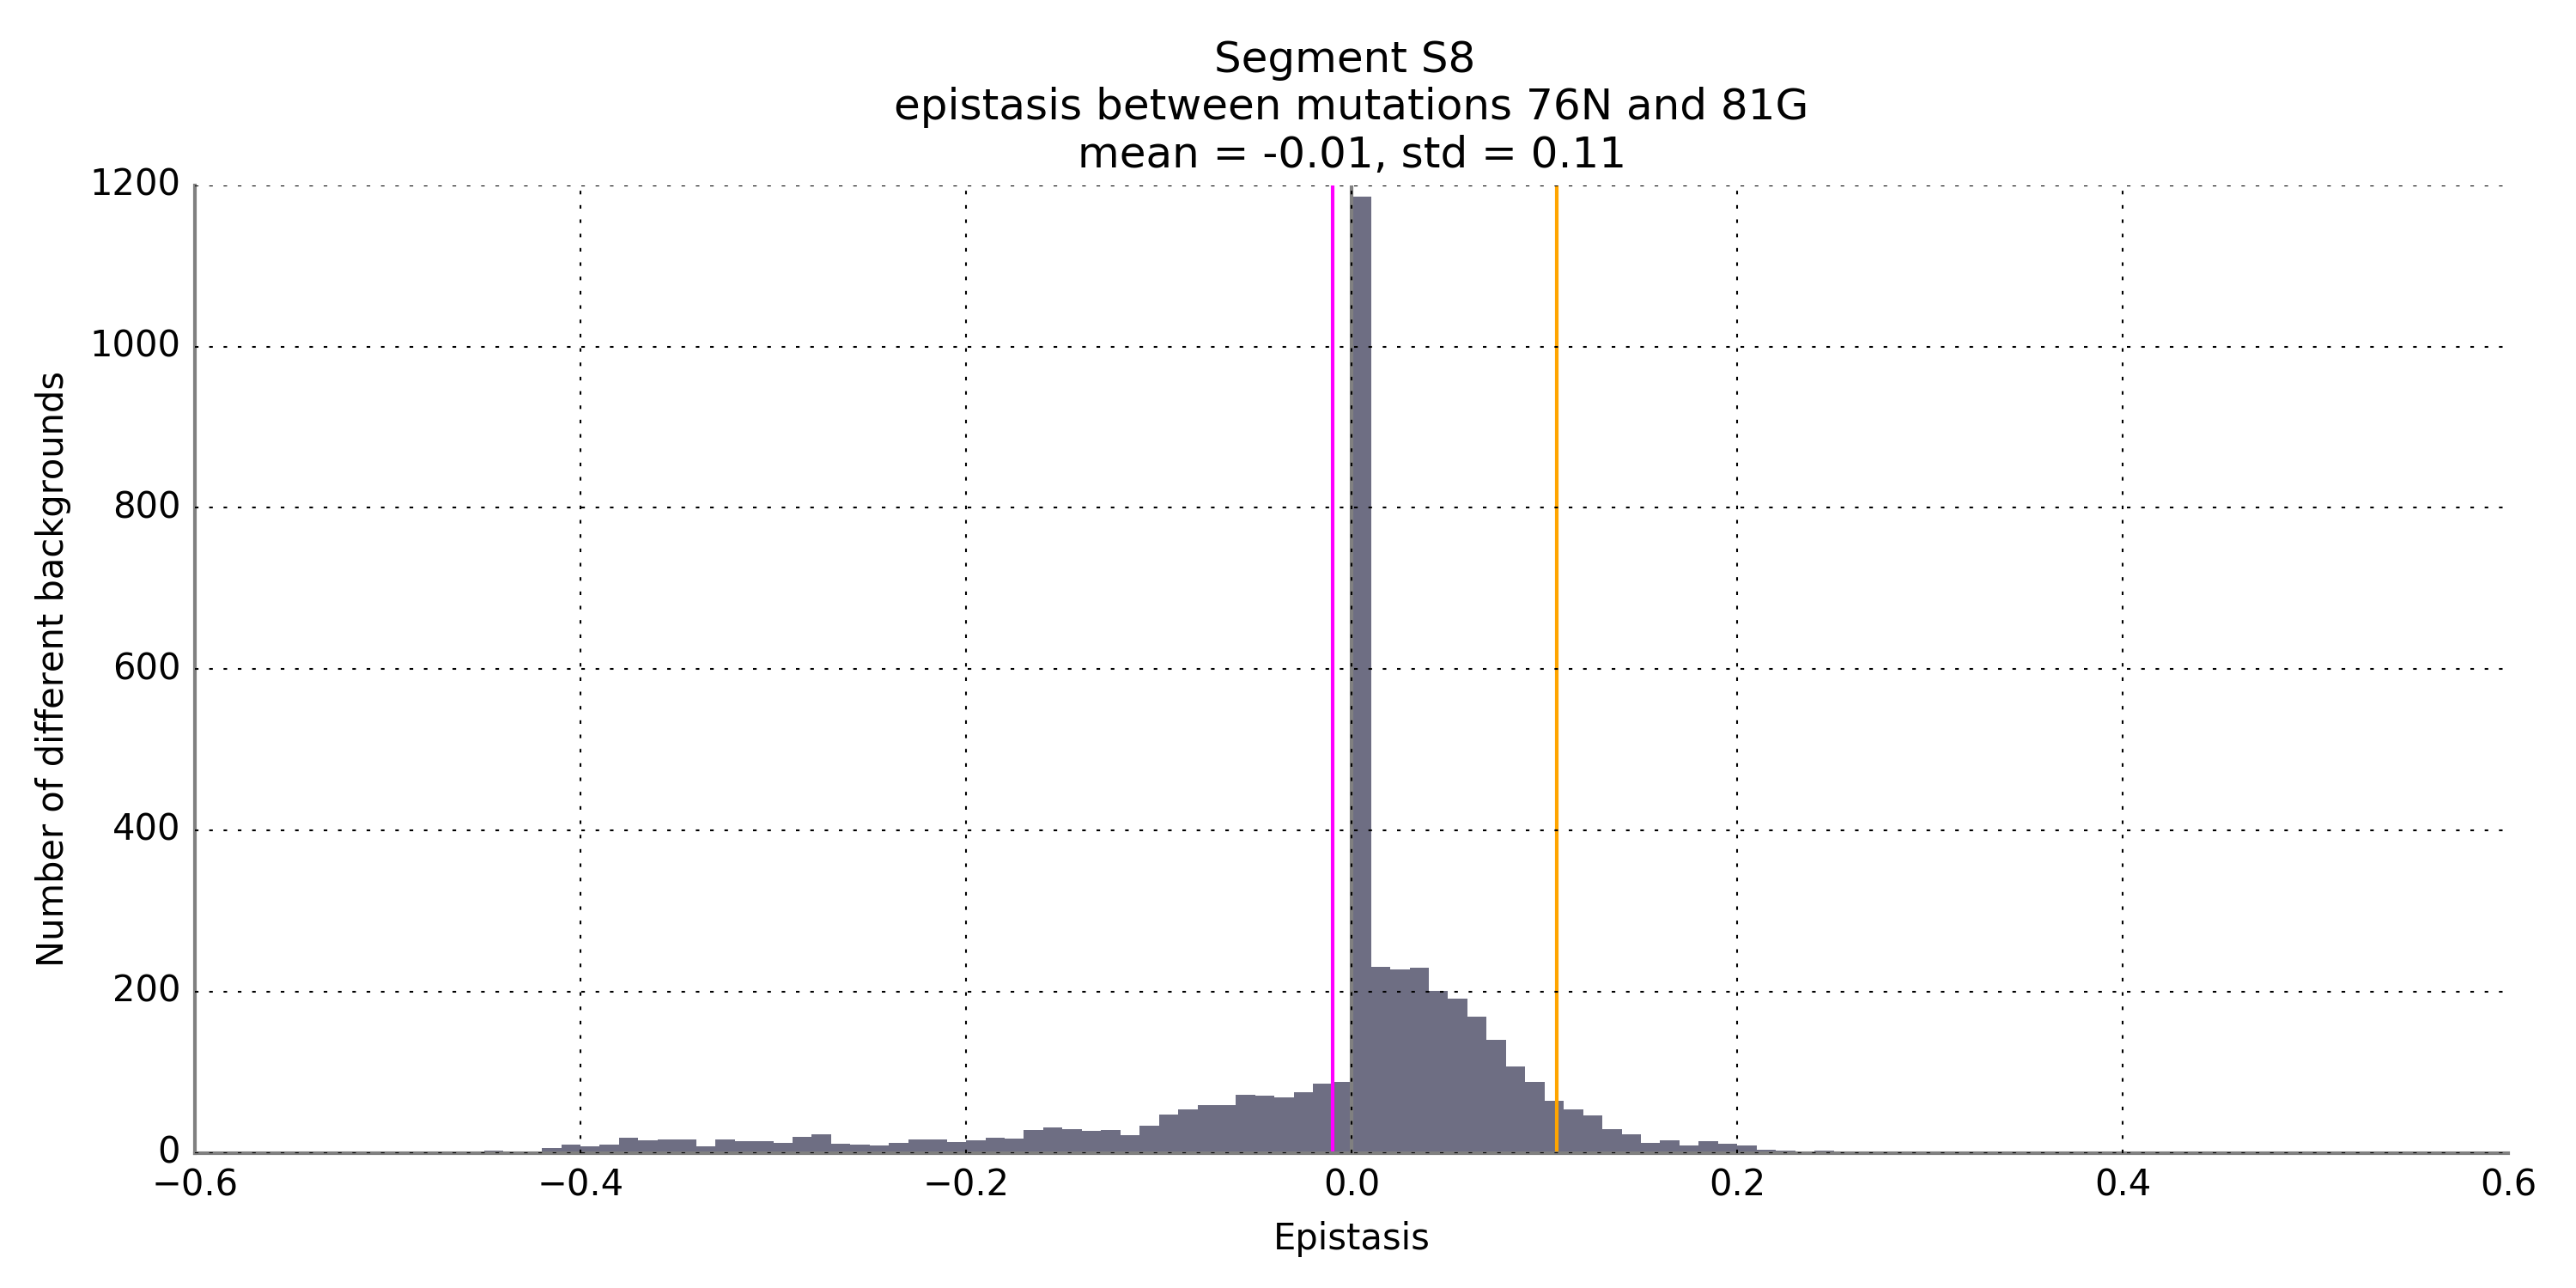 Segment S8
epistasis between mutations 76N and 81G
mean = -0.01, std = 0.11
1200
1000
800
600
400
200
0
Number of different backgrounds
−0.6 −0.4 −0.2 0.0 0.2 0.4 0.6
Epistasis